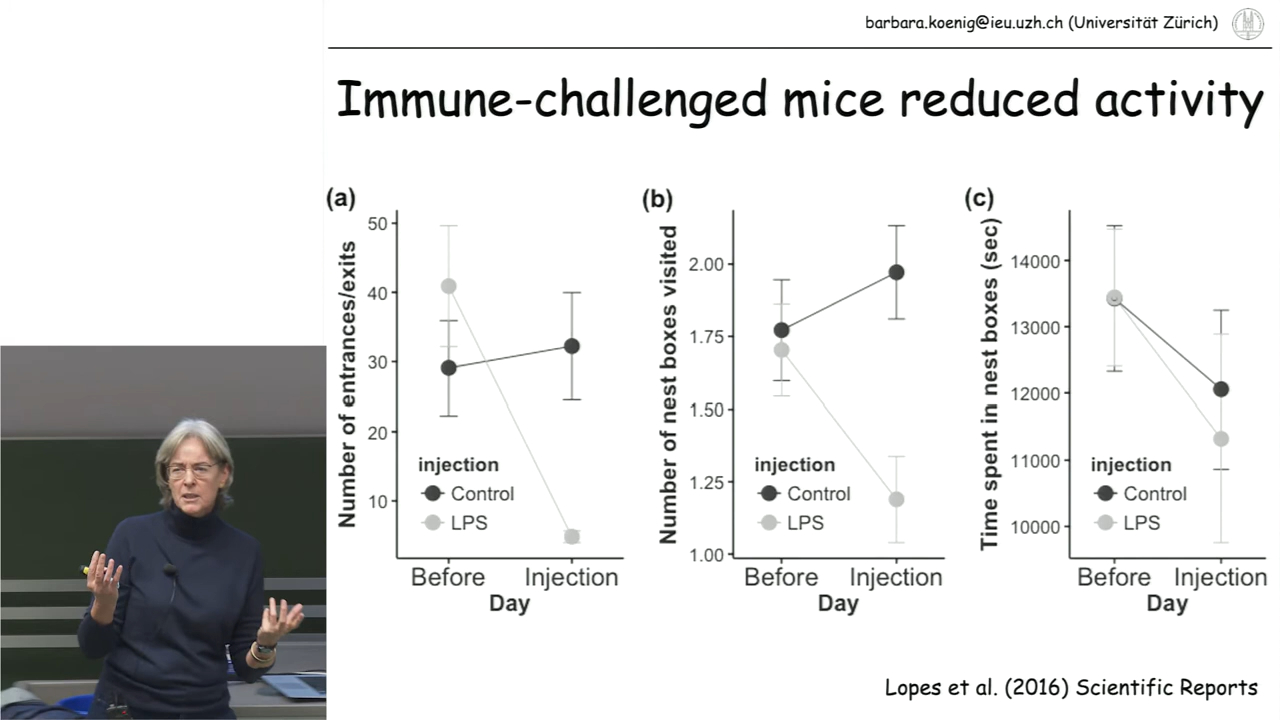 barbara.koenig@ieu.uzh.ch (Universität Zürich)
Immune-challenged mice reduced activity
(a)
Number of entrances/exits
50
40
30
20
10
injection
Control
LPS
Before
Injection
Day
(b)
Number of nest boxes visited
2.00
1.75
1.50
1.25
1.00
injection
Control
LPS
Before
Injection
Day
(c)
Time spent in nest boxes (sec)
14000
13000
12000
11000
10000
injection
Control
LPS
Before
Injection
Day
Lopes et al. (2016) Scientific Reports